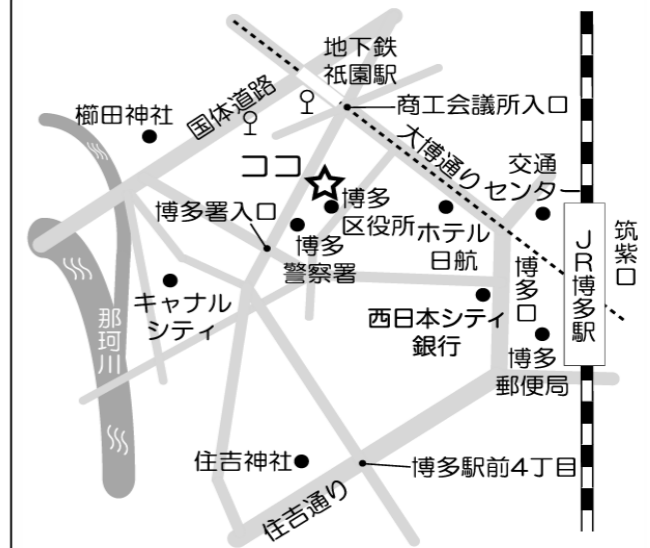 地下鉄
祇園駅
櫛田神社
国体道路
商工会議所入口
大博通り
交通
センター
ココ
博多
区役所
博多署入口
博多
警察署
ホテル
日航
筑紫口
JR博多駅
博多口
キャナル
シティ
西日本シティ
銀行
那珂川
博多
郵便局
住吉神社
博多駅前4丁目
住吉通り